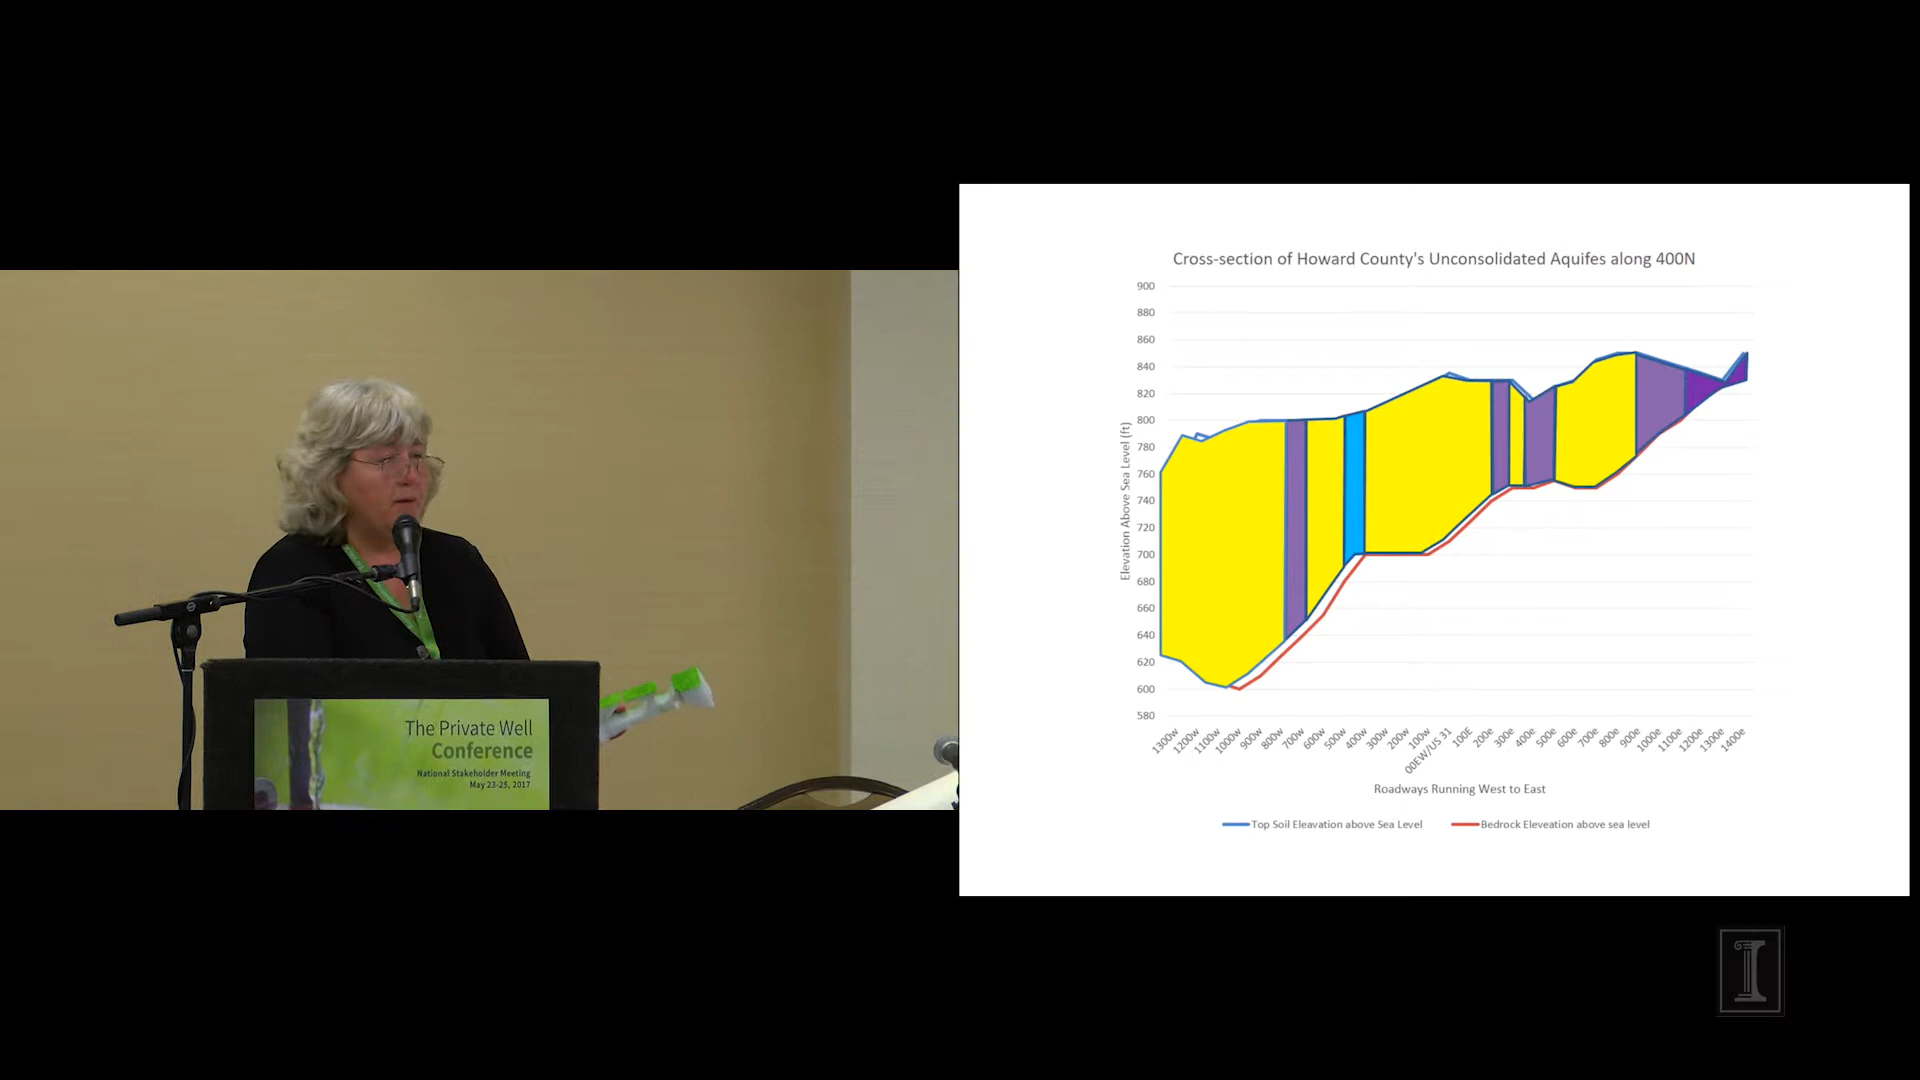 The Private Well
Conference
National Stakeholder Meeting
May 23-25, 2017
Cross-section of Howard County's Unconsolidated Aquifes along 400N
Elevation Above Sea Level (ft)
900
880
860
840
820
800
780
760
740
720
700
680
660
640
620
600
580
1300w
1200w
1100w
1000w
900w
800w
700w
600w
500w
400w
300w
200w
100w
00EW/US 31
100E
200e
300e
400e
500e
600e
700e
800e
900e
1000e
1100e
1200e
1300e
1400e
Roadways Running West to East
Top Soil Eleavation above Sea Level
Bedrock Eleveation above sea level
I